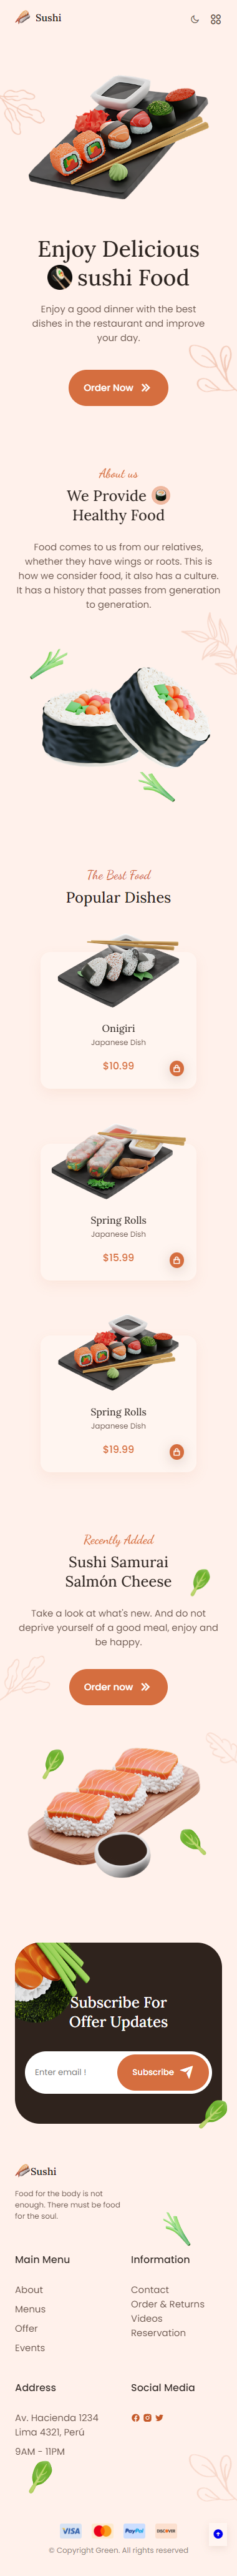 Sushi
Enjoy Delicious
sushi Food
Enjoy a good dinner with the best
dishes in the restaurant and improve
your day.
Order Now
About us
We Provide
Healthy Food
Food comes to us from our relatives,
whether they have wings or roots. This is
how we consider food, it also has a culture.
It has a history that passes from generation
to generation.
The Best Food
Popular Dishes
Onigiri
Japanese Dish
$10.99
Spring Rolls
Japanese Dish
$15.99
Spring Rolls
Japanese Dish
$19.99
Recently Added
Sushi Samurai
Salmón Cheese
Take a look at what's new. And do not
deprive yourself of a good meal, enjoy and
be happy.
Order now
Subscribe For
Offer Updates
Enter email !
Subscribe
Sushi
Food for the body is not
enough. There must be food
for the soul.
Main Menu
About
Menus
Offer
Events
Information
Contact
Order & Returns
Videos
Reservation
Address
Av. Hacienda 1234
Lima 4321, Perú
9AM - 11PM
Social Media
VISA
MasterCard
PayPal
DISCOVER
© Copyright Green. All rights reserved